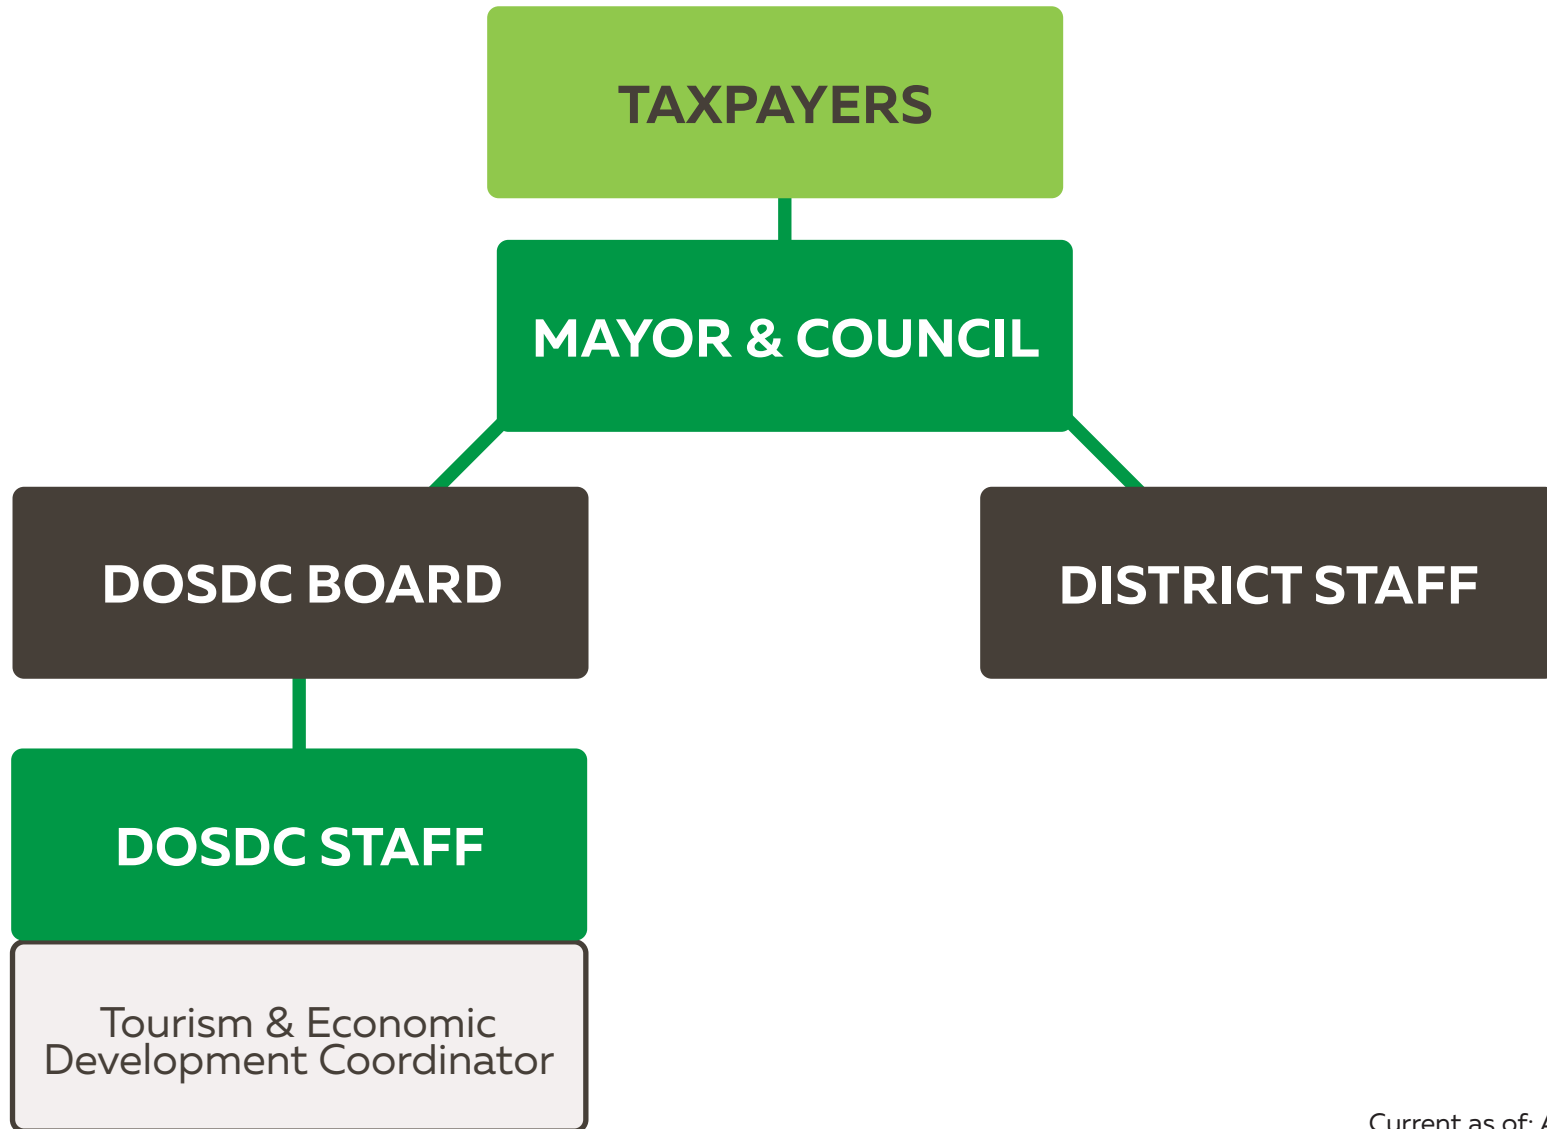 TAXPAYERS
MAYOR & COUNCIL
DOSDC BOARD
DISTRICT STAFF
DOSDC STAFF
Tourism & Economic
Development Coordinator
Current as of: